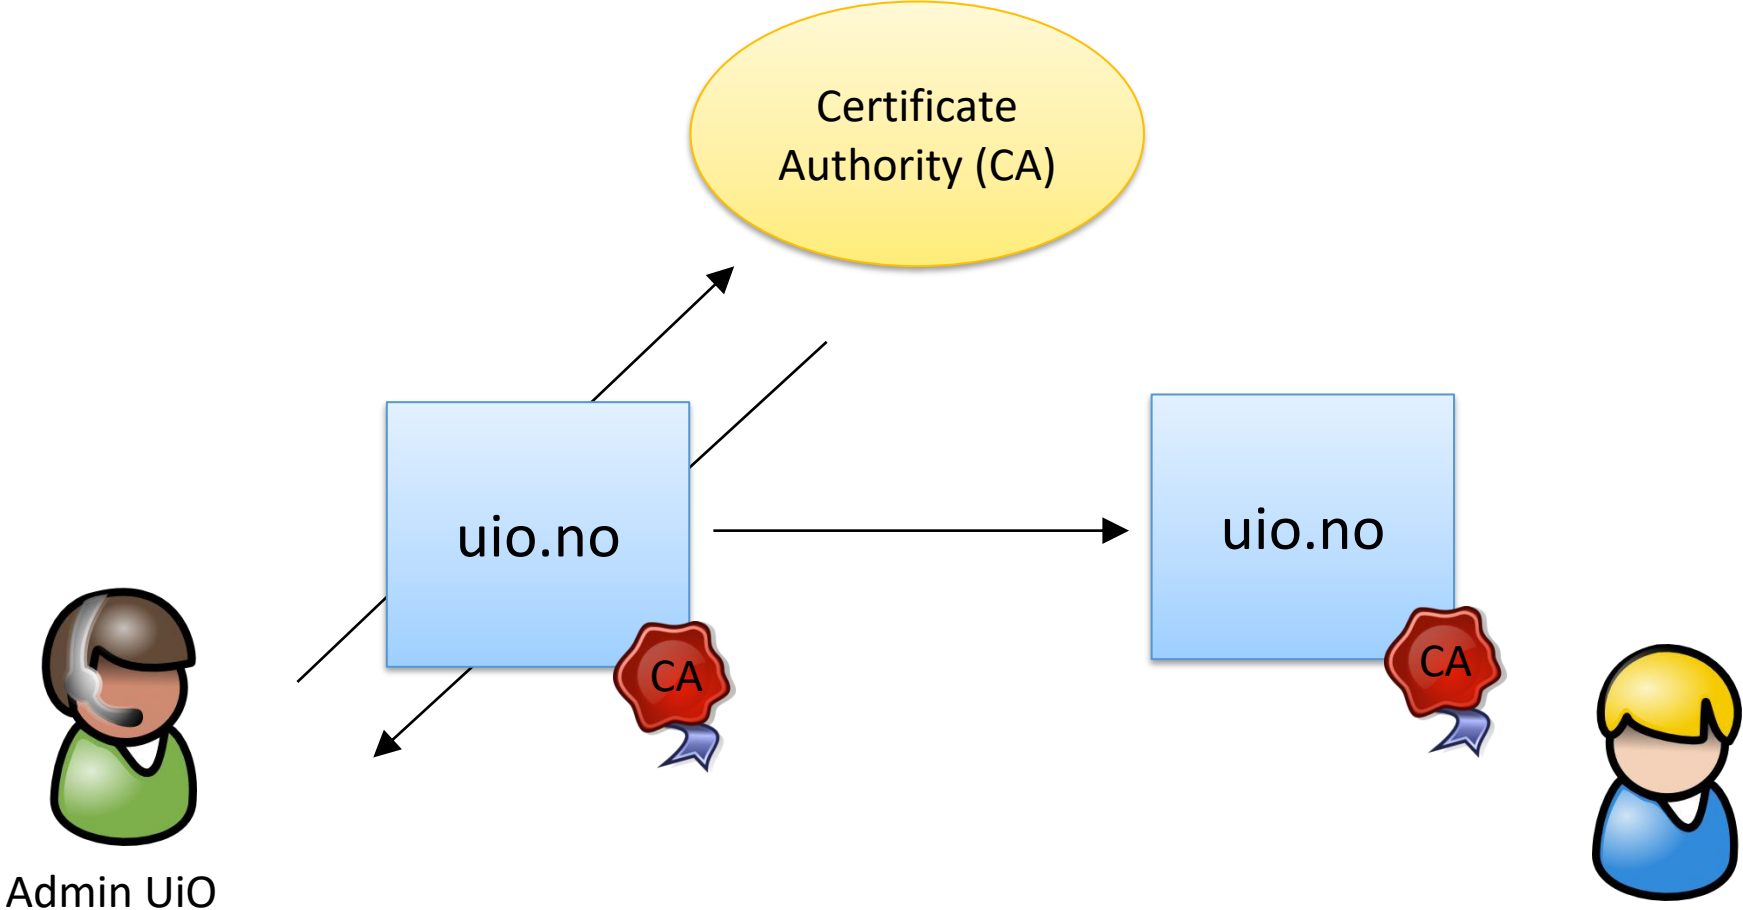 Certificate
Authority (CA)
uio.no
uio.no
CA
CA
Admin UiO